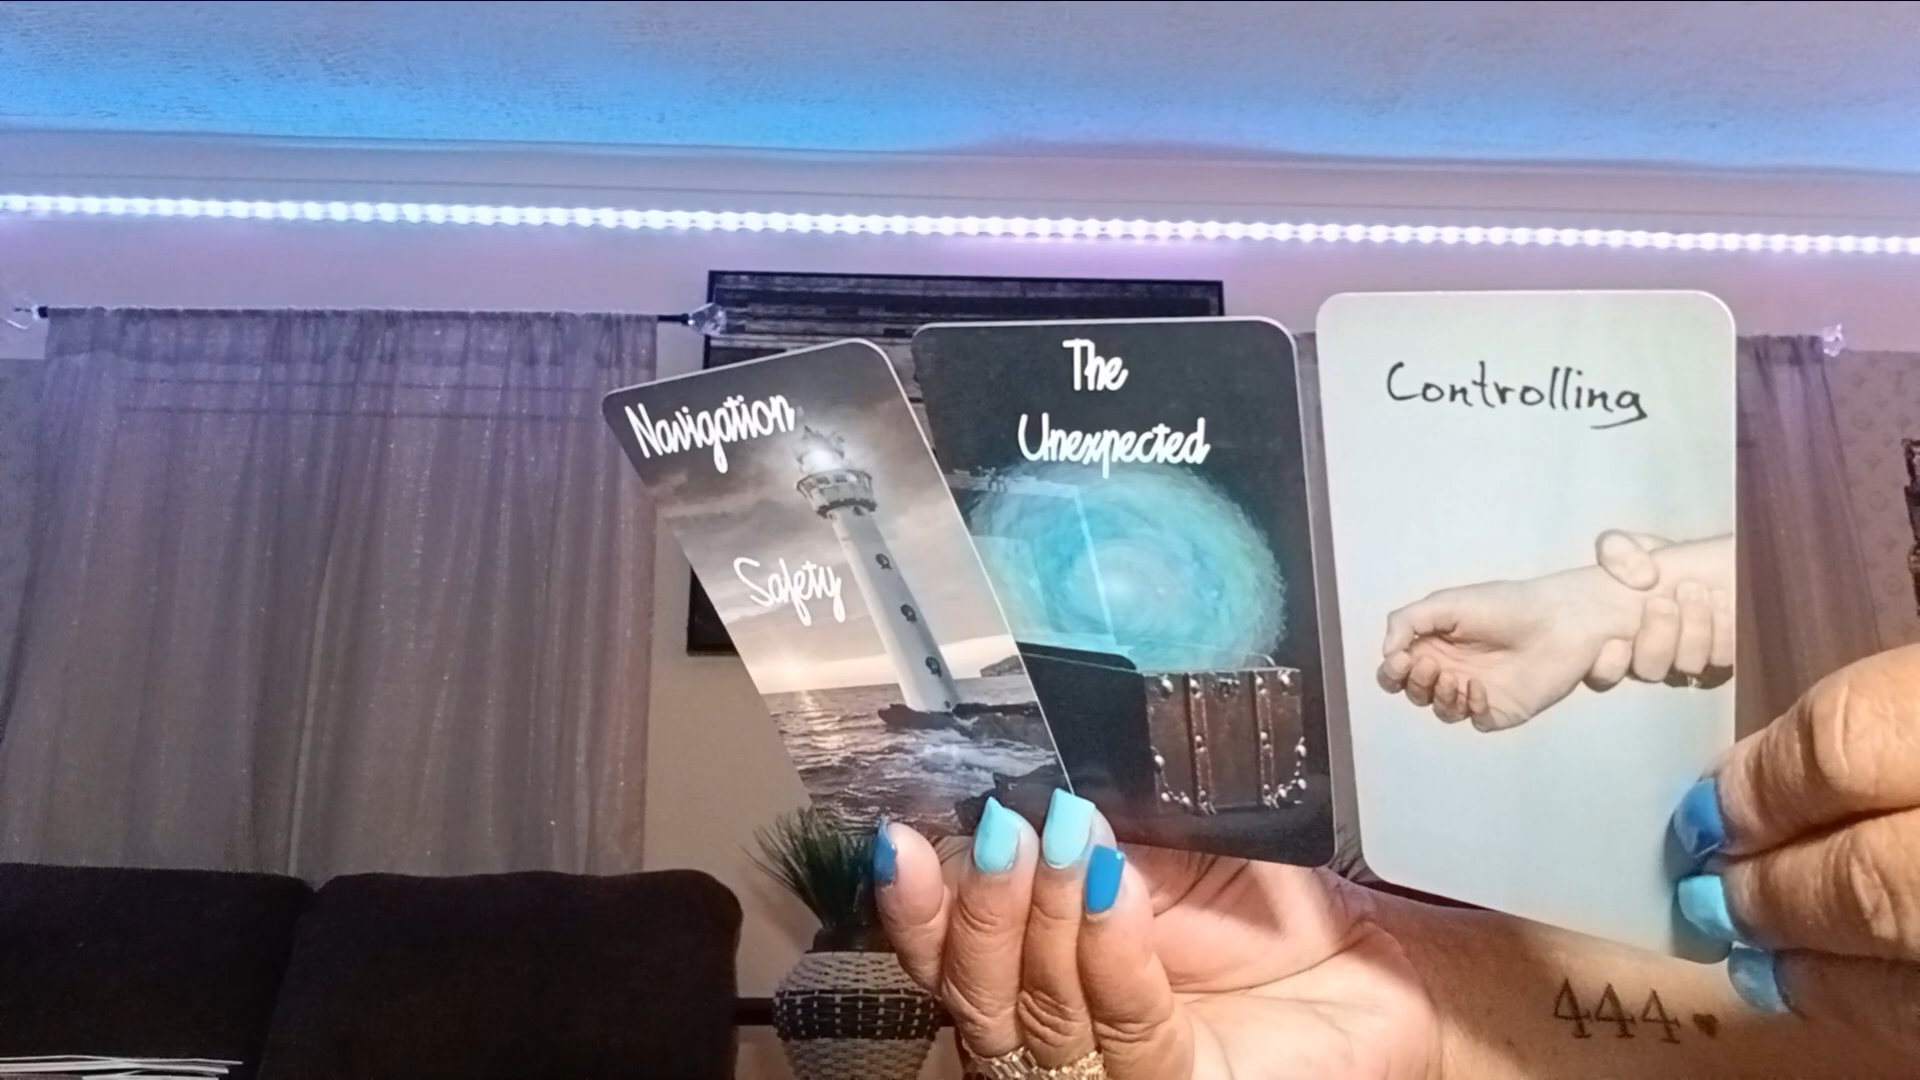 Navigation
Safety
The
Unexpected
Controlling
444